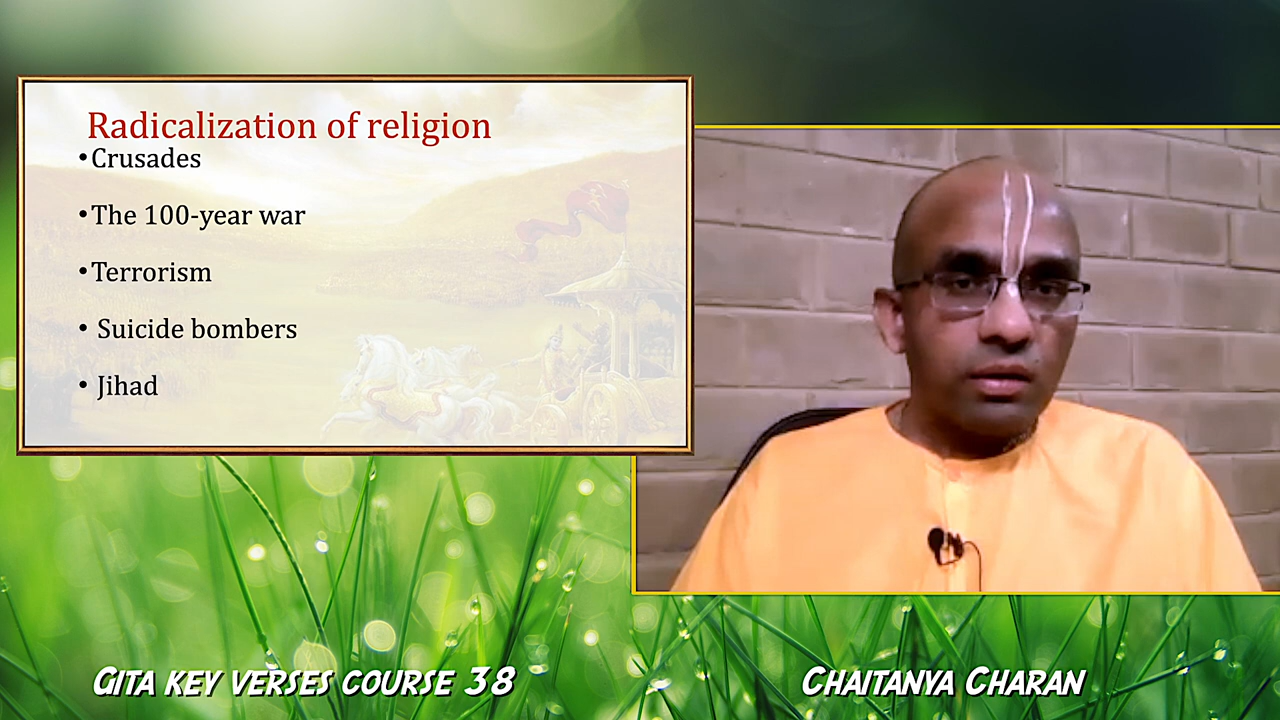 Radicalization of religion
•Crusades
•The 100-year war
•Terrorism
• Suicide bombers
• Jihad
GITA KEY VERSES COURSE 38
CHAITANYA CHARAN